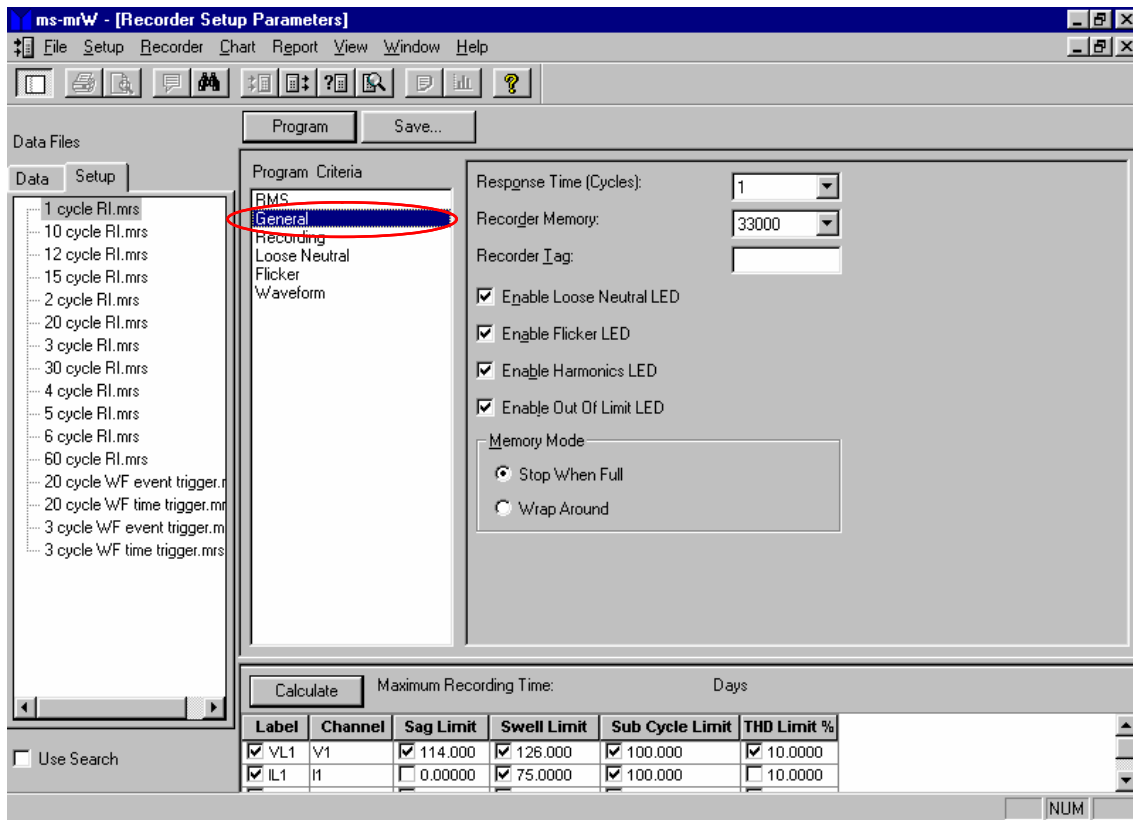 ms-mrW - [Recorder Setup Parameters]
File Setup Recorder Chart Report View Window Help
Program Save...
Data Files
Data Setup
1 cycle RI.mrs
10 cycle RI.mrs
12 cycle RI.mrs
15 cycle RI.mrs
2 cycle RI.mrs
20 cycle RI.mrs
3 cycle RI.mrs
30 cycle RI.mrs
4 cycle RI.mrs
5 cycle RI.mrs
6 cycle RI.mrs
60 cycle RI.mrs
20 cycle WF event trigger.r
20 cycle WF time trigger.mr
3 cycle WF event trigger.m
3 cycle WF time trigger.mrs
Use Search
Program Criteria
RMS
General
Recording
Loose Neutral
Flicker
Waveform
Response Time (Cycles): 1
Recorder Memory: 33000
Recorder Tag:
Enable Loose Neutral LED
Enable Flicker LED
Enable Harmonics LED
Enable Out Of Limit LED
Memory Mode
Stop When Full
Wrap Around
Calculate Maximum Recording Time: Days
Label Channel Sag Limit Swell Limit Sub Cycle Limit THD Limit %
VL1 V1 114.000 126.000 100.000 10.0000
IL1 I1 0.00000 75.0000 100.000 10.0000
NUM